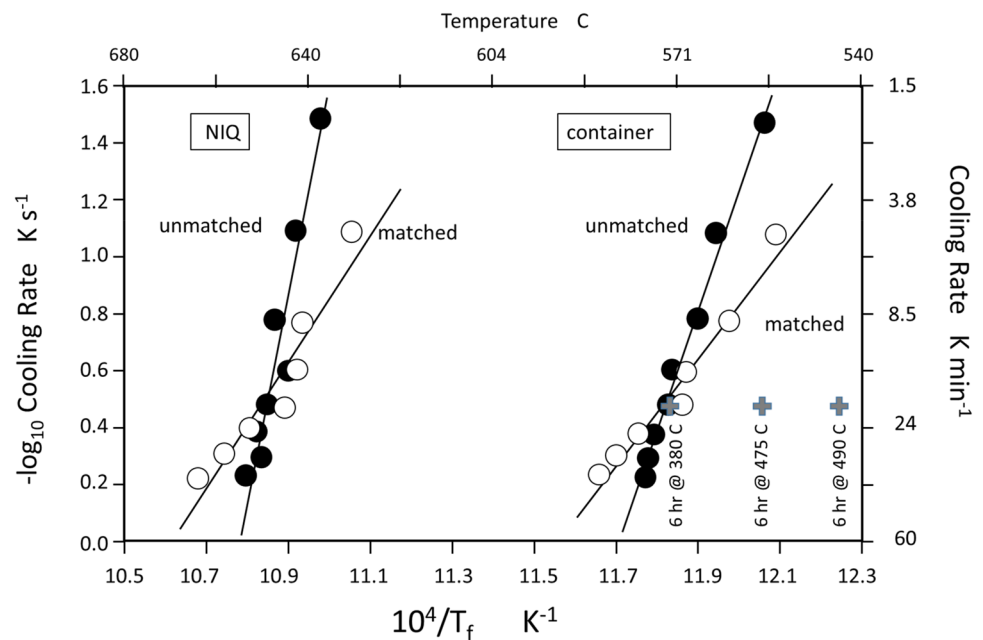 Temperature C
680 640 604 571 540
1.6 1.5
NIQ container
1.4
1.2 3.8
unmatched matched unmatched
1.0
0.8 8.5
matched
0.6
0.4 24
0.2
0.0 60
-log10 Cooling Rate K s-1
Cooling Rate K min-1
6 hr @ 380 C
6 hr @ 475 C
6 hr @ 490 C
10.5 10.7 10.9 11.1 11.3 11.5 11.7 11.9 12.1 12.3
10⁴/Tf K-1